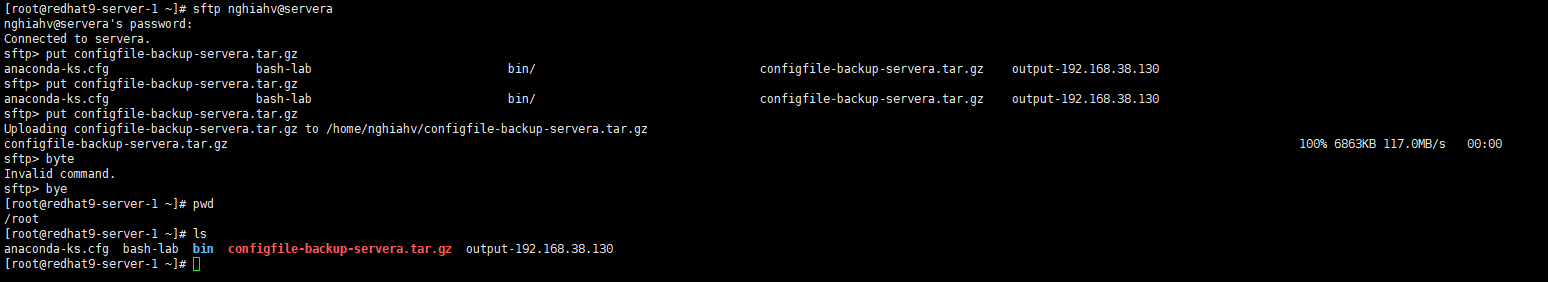 [root@redhat9-server-1 ~]# sftp nghiahv@servera
nghiahv@servera's password:
Connected to servera.
sftp> put configfile-backup-servera.tar.gz
anaconda-ks.cfg bash-lab bin/ configfile-backup-servera.tar.gz output-192.168.38.130
sftp> put configfile-backup-servera.tar.gz
anaconda-ks.cfg bash-lab bin/ configfile-backup-servera.tar.gz output-192.168.38.130
sftp> put configfile-backup-servera.tar.gz
Uploading configfile-backup-servera.tar.gz to /home/nghiahv/configfile-backup-servera.tar.gz
configfile-backup-servera.tar.gz 100% 6863KB 117.0MB/s 00:00
sftp> byte
Invalid command.
sftp> bye
[root@redhat9-server-1 ~]# pwd
/root
[root@redhat9-server-1 ~]# ls
anaconda-ks.cfg bash-lab bin configfile-backup-servera.tar.gz output-192.168.38.130
[root@redhat9-server-1 ~]#